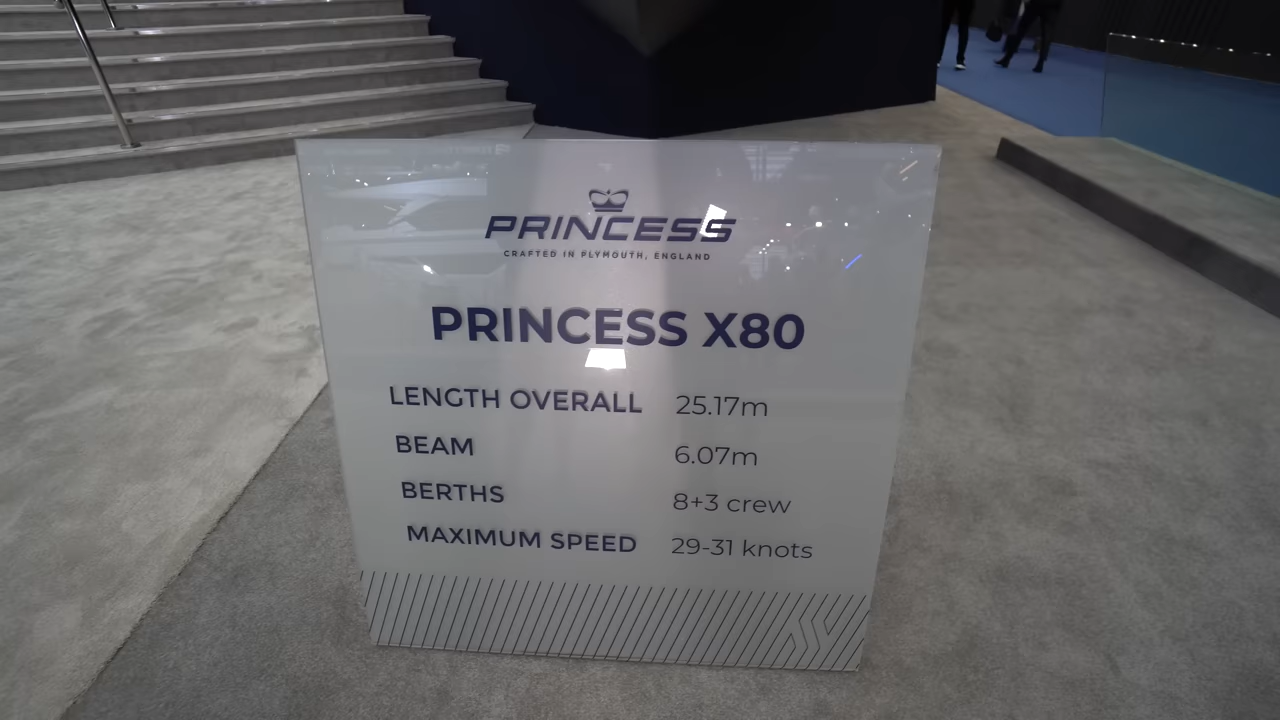 PRINCESS
CRAFTED IN PLYMOUTH, ENGLAND
PRINCESS X80
LENGTH OVERALL 25.17m
BEAM 6.07m
BERTHS 8+3 crew
MAXIMUM SPEED 29-31 knots